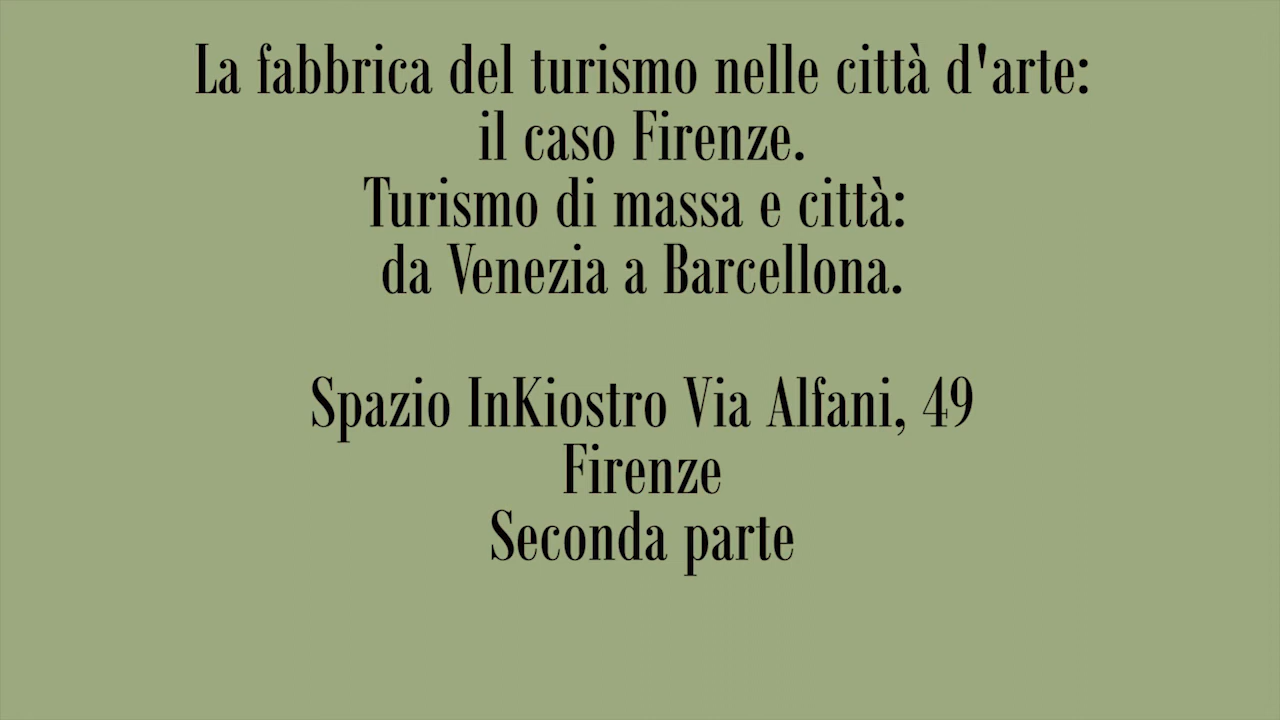 La fabbrica del turismo nelle città d'arte:
il caso Firenze.
Turismo di massa e città:
da Venezia a Barcellona.
Spazio InKiostro Via Alfani, 49
Firenze
Seconda parte